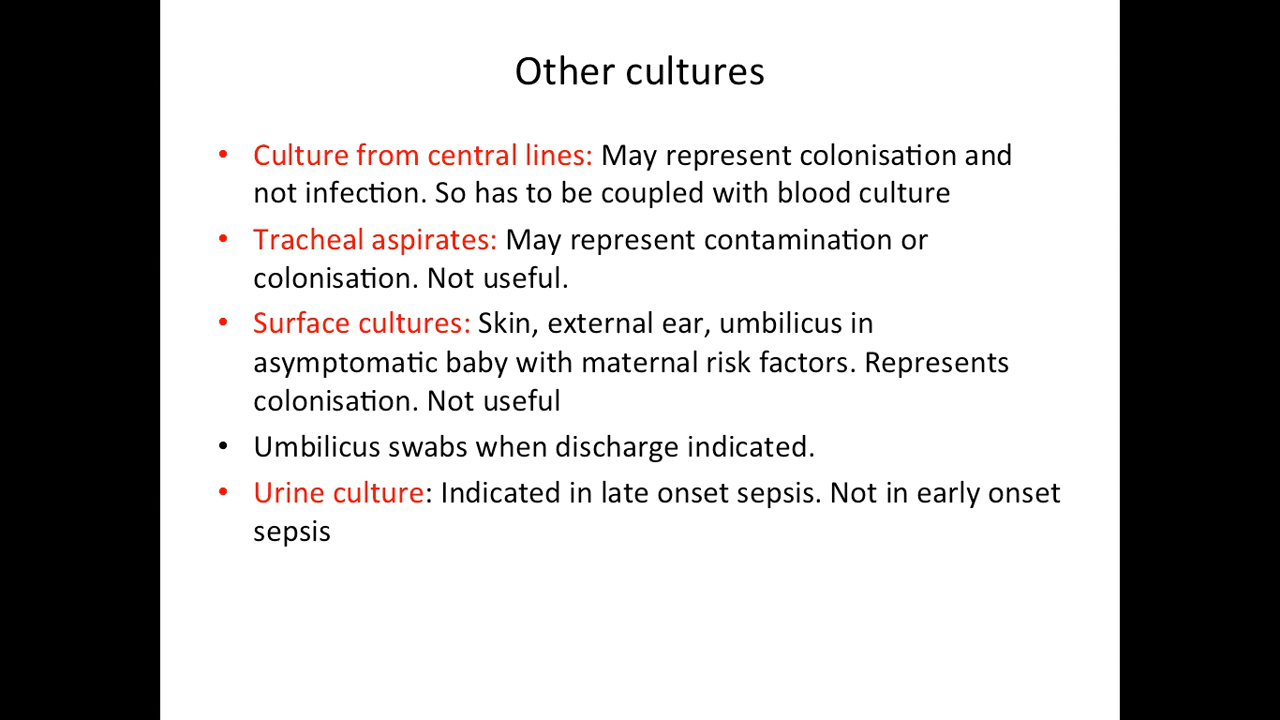 Other cultures
• Culture from central lines: May represent colonisation and
not infection. So has to be coupled with blood culture
• Tracheal aspirates: May represent contamination or
colonisation. Not useful.
• Surface cultures: Skin, external ear, umbilicus in
asymptomatic baby with maternal risk factors. Represents
colonisation. Not useful
• Umbilicus swabs when discharge indicated.
• Urine culture: Indicated in late onset sepsis. Not in early onset
sepsis